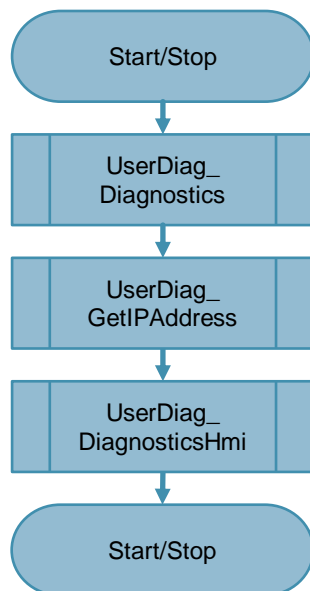 Start/Stop
UserDiag_
Diagnostics
UserDiag_
GetIPAddress
UserDiag_
DiagnosticsHmi
Start/Stop